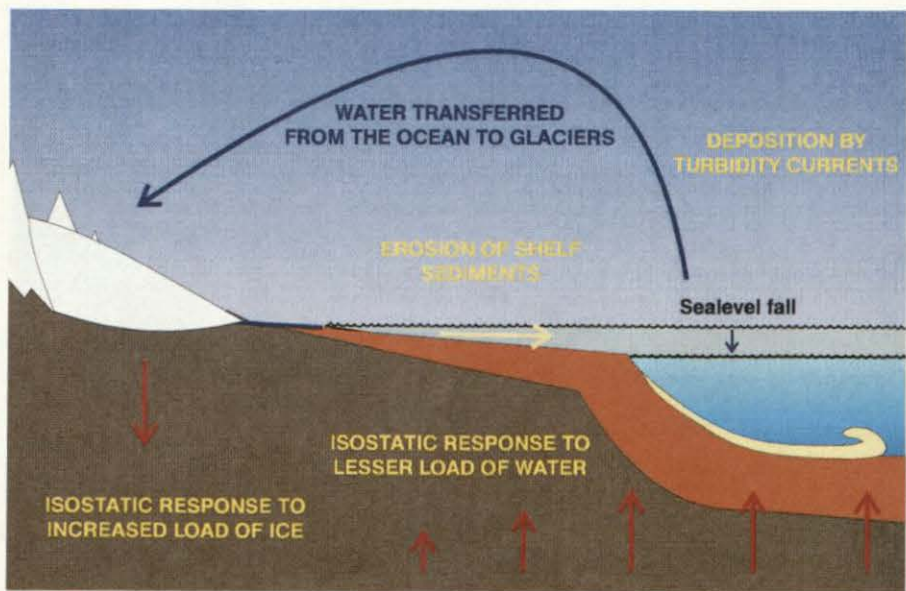 WATER TRANSFERRED
FROM THE OCEAN TO GLACIERS
DEPOSITION BY
TURBIDITY CURRENTS
EROSION OF SHELF
SEDIMENTS
Sealevel fall
ISOSTATIC RESPONSE TO
LESSER LOAD OF WATER
ISOSTATIC RESPONSE TO
INCREASED LOAD OF ICE